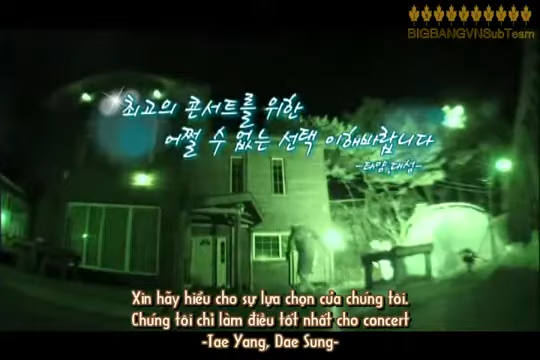 BIGBANGVNSubTeam
최고의 콘서트를 위한
어쩔 수 없는 선택 이해바랍니다
-태양,대성-
Xin hãy hiểu cho sự lựa chọn của chúng tôi.
Chúng tôi chỉ làm điều tốt nhất cho concert
-Tae Yang, Dae Sung-